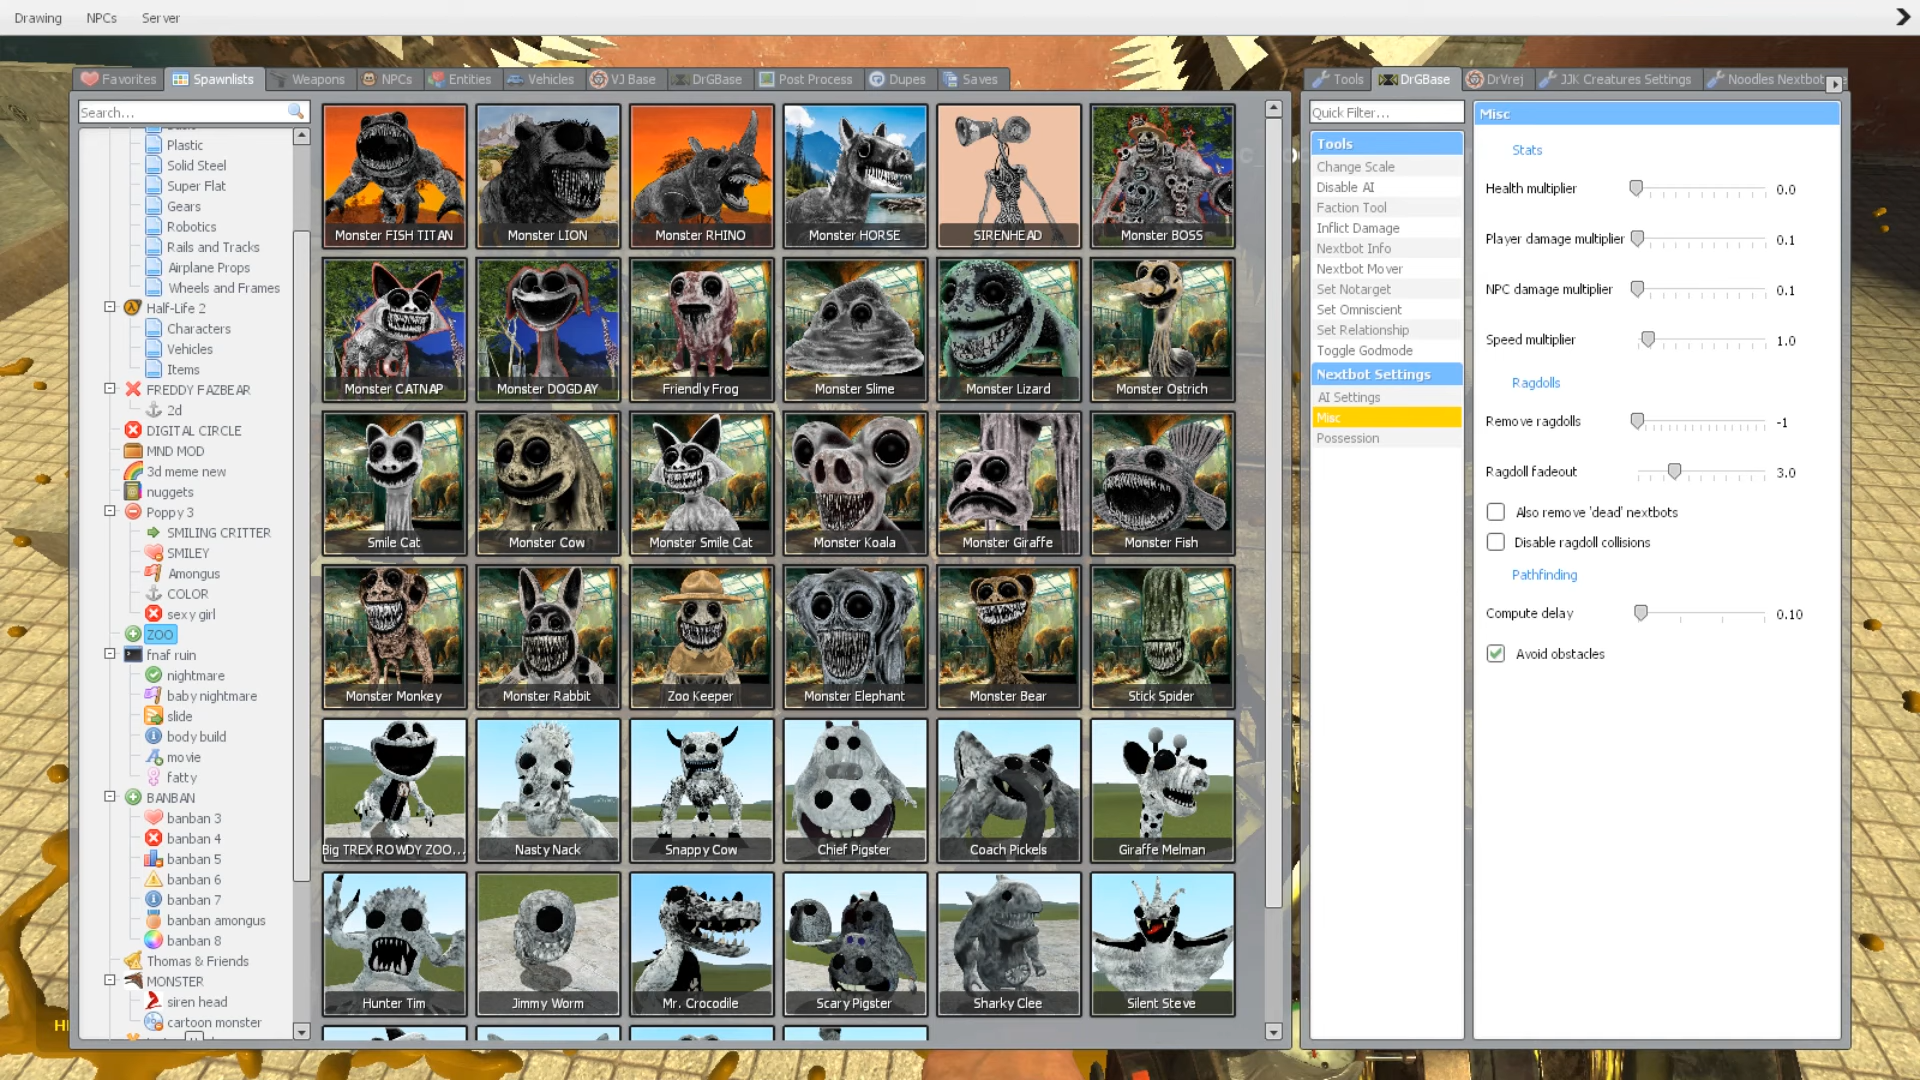 Drawing NPCs Server
Favorites Spawnlists Weapons NPCs Entities Vehicles VJ Base DrGBase Post Process Dupes Saves
Search...
Plastic
Solid Steel
Super Flat
Gears
Robotics
Rails and Tracks
Airplane Props
Wheels and Frames
Half-Life 2
Characters
Vehicles
Items
FREDDY FAZBEAR
2d
DIGITAL CIRCLE
MND MOD
3d meme new
nuggets
Poppy 3
SMILING CRITTER
SMILEY
Amongus
COLOR
sexy girl
ZOO
fnaf ruin
nightmare
baby nightmare
slide
body build
movie
fatty
BANBAN
banban 3
banban 4
banban 5
banban 6
banban 7
banban amongus
banban 8
Thomas & Friends
MONSTER
siren head
cartoon monster
Monster FISH TITAN Monster LION Monster RHINO Monster HORSE SIRENHEAD Monster BOSS
Monster CATNAP Monster DOGDAY Friendly Frog Monster Slime Monster Lizard Monster Ostrich
Smile Cat Monster Cow Monster Smile Cat Monster Koala Monster Giraffe Monster Fish
Monster Monkey Monster Rabbit Zoo Keeper Monster Elephant Monster Bear Stick Spider
Big TREX ROWDY ZOO... Nasty Nack Snappy Cow Chief Pigster Coach Pickels Giraffe Melman
Hunter Tim Jimmy Worm Mr. Crocodile Scary Pigster Sharky Clee Silent Steve
Tools DrGBase DrVrej JJK Creatures Settings Noodles Nextbot
Quick Filter...
Tools
Change Scale
Disable AI
Faction Tool
Inflict Damage
Nextbot Info
Nextbot Mover
Set Notarget
Set Omniscient
Set Relationship
Toggle Godmode
Nextbot Settings
AI Settings
Misc
Possession
Misc
Stats
Health multiplier 0.0
Player damage multiplier 0.1
NPC damage multiplier 0.1
Speed multiplier 1.0
Ragdolls
Remove ragdolls -1
Ragdoll fadeout 3.0
Also remove 'dead' nextbots
Disable ragdoll collisions
Pathfinding
Compute delay 0.10
Avoid obstacles